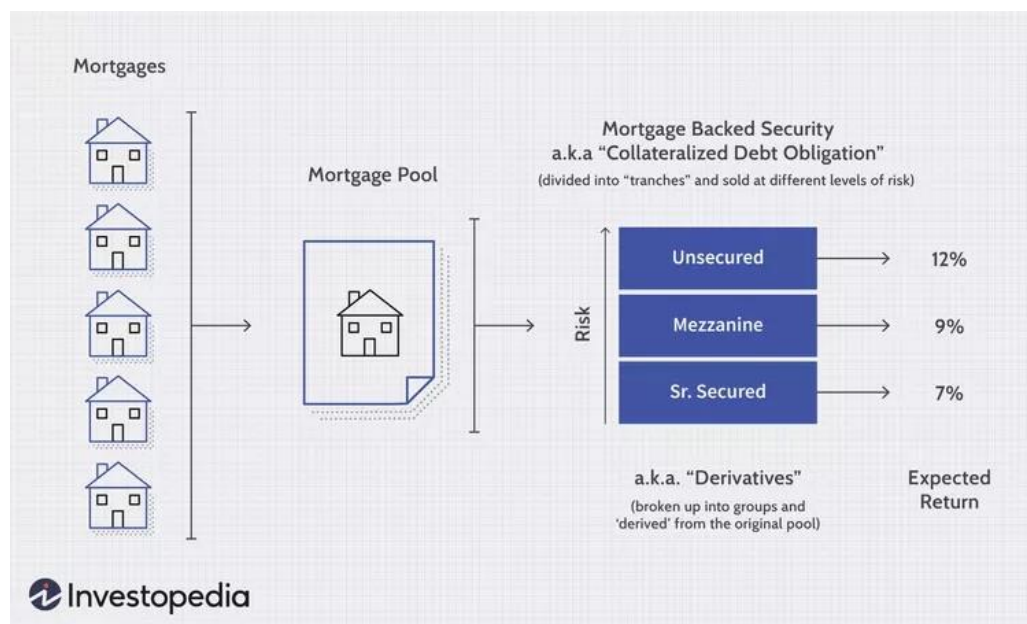 Mortgages
Mortgage Pool
Mortgage Backed Security
a.k.a “Collateralized Debt Obligation”
(divided into “tranches” and sold at different levels of risk)
Risk
Unsecured
12%
Mezzanine
9%
Sr. Secured
7%
a.k.a. “Derivatives”
(broken up into groups and
‘derived’ from the original pool)
Expected
Return
Investopedia